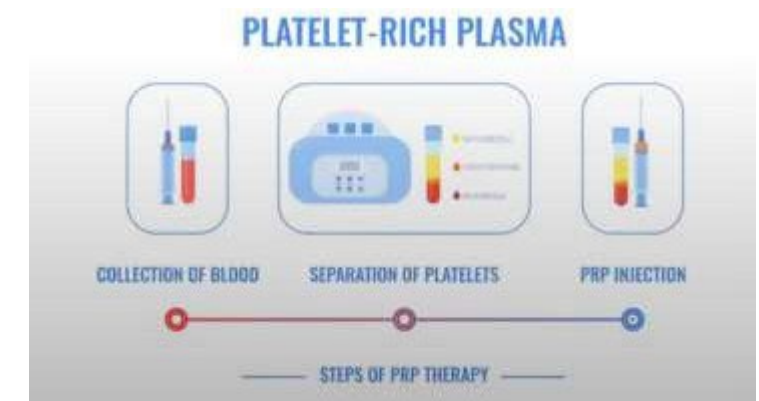 PLATELET-RICH PLASMA
COLLECTION OF BLOOD
SEPARATION OF PLATELETS
PRP INJECTION
STEPS OF PRP THERAPY